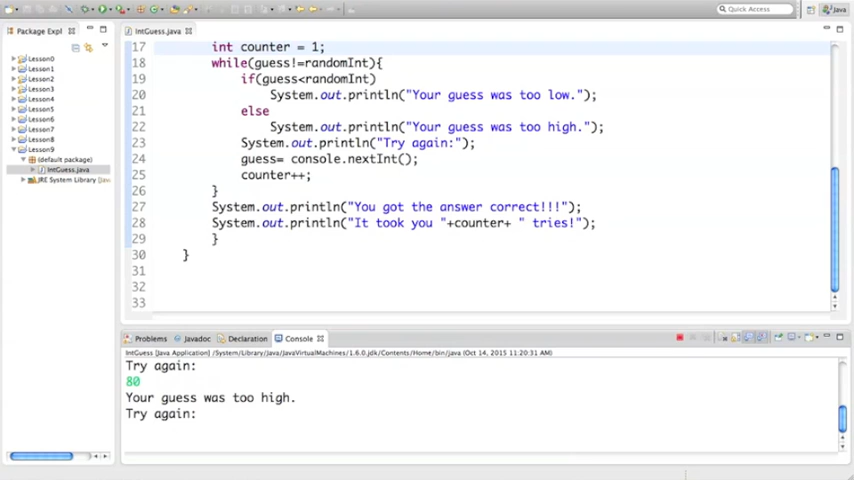 Quick Access
Java
Package Expl
IntGuess.java
Lesson0
Lesson1
Lesson2
Lesson3
Lesson4
Lesson5
Lesson6
Lesson7
Lesson8
Lesson9
(default package)
IntGuess.java
JRE System Library [Jav
17 int counter = 1;
18 while(guess!=randomInt){
19 if(guess<randomInt)
20 System.out.println("Your guess was too low.");
21 else
22 System.out.println("Your guess was too high.");
23 System.out.println("Try again:");
24 guess= console.nextInt();
25 counter++;
26 }
27 System.out.println("You got the answer correct!!!");
28 System.out.println("It took you "+counter+ " tries!");
29 }
30 }
31
32
33
Problems Javadoc Declaration Console
IntGuess [Java Application] /System/Library/Java/JavaVirtualMachines/1.6.0.jdk/Contents/Home/bin/java (Oct 14, 2015 11:20:31 AM)
Try again:
80
Your guess was too high.
Try again: